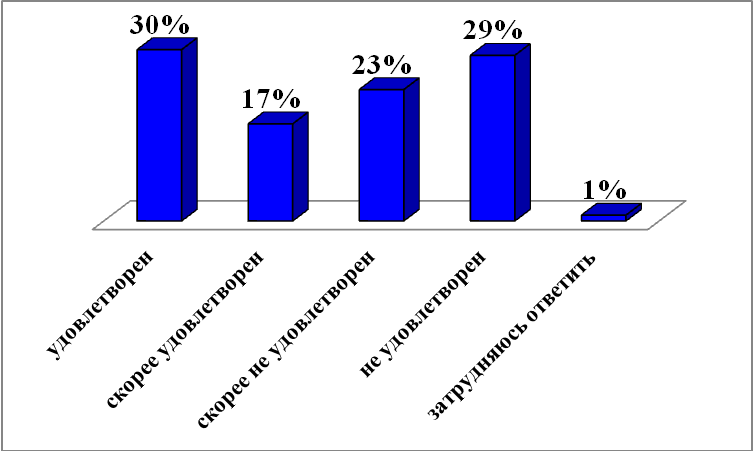 30%
17%
23%
29%
1%
удовлетворен
скорее удовлетворен
скорее не удовлетворен
не удовлетворен
затрудняюсь ответить